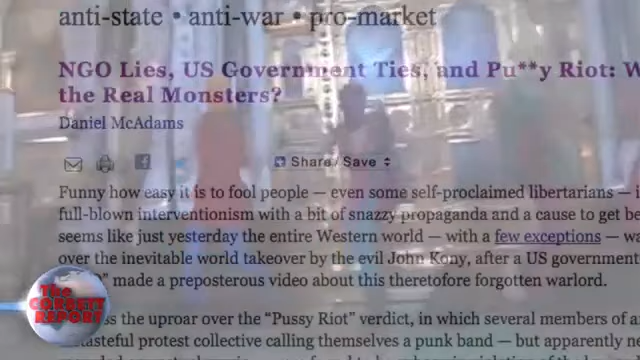 anti-state • anti-war • pro-market
NGO Lies, US Government Ties, and Pu**y Riot: W
the Real Monsters?
Daniel McAdams
Share / Save
Funny how easy it is to fool people — even some self-proclaimed libertarians — i
full-blown interventionism with a bit of snazzy propaganda and a cause to get be
seems like just yesterday the entire Western world — with a few exceptions — wa
over the inevitable world takeover by the evil John Kony, after a US government
" made a preposterous video about this theretofore forgotten warlord.
The
CORBETT
REPORT
s the uproar over the "Pussy Riot" verdict, in which several members of a
tasteful protest collective calling themselves a punk band — but apparently ne